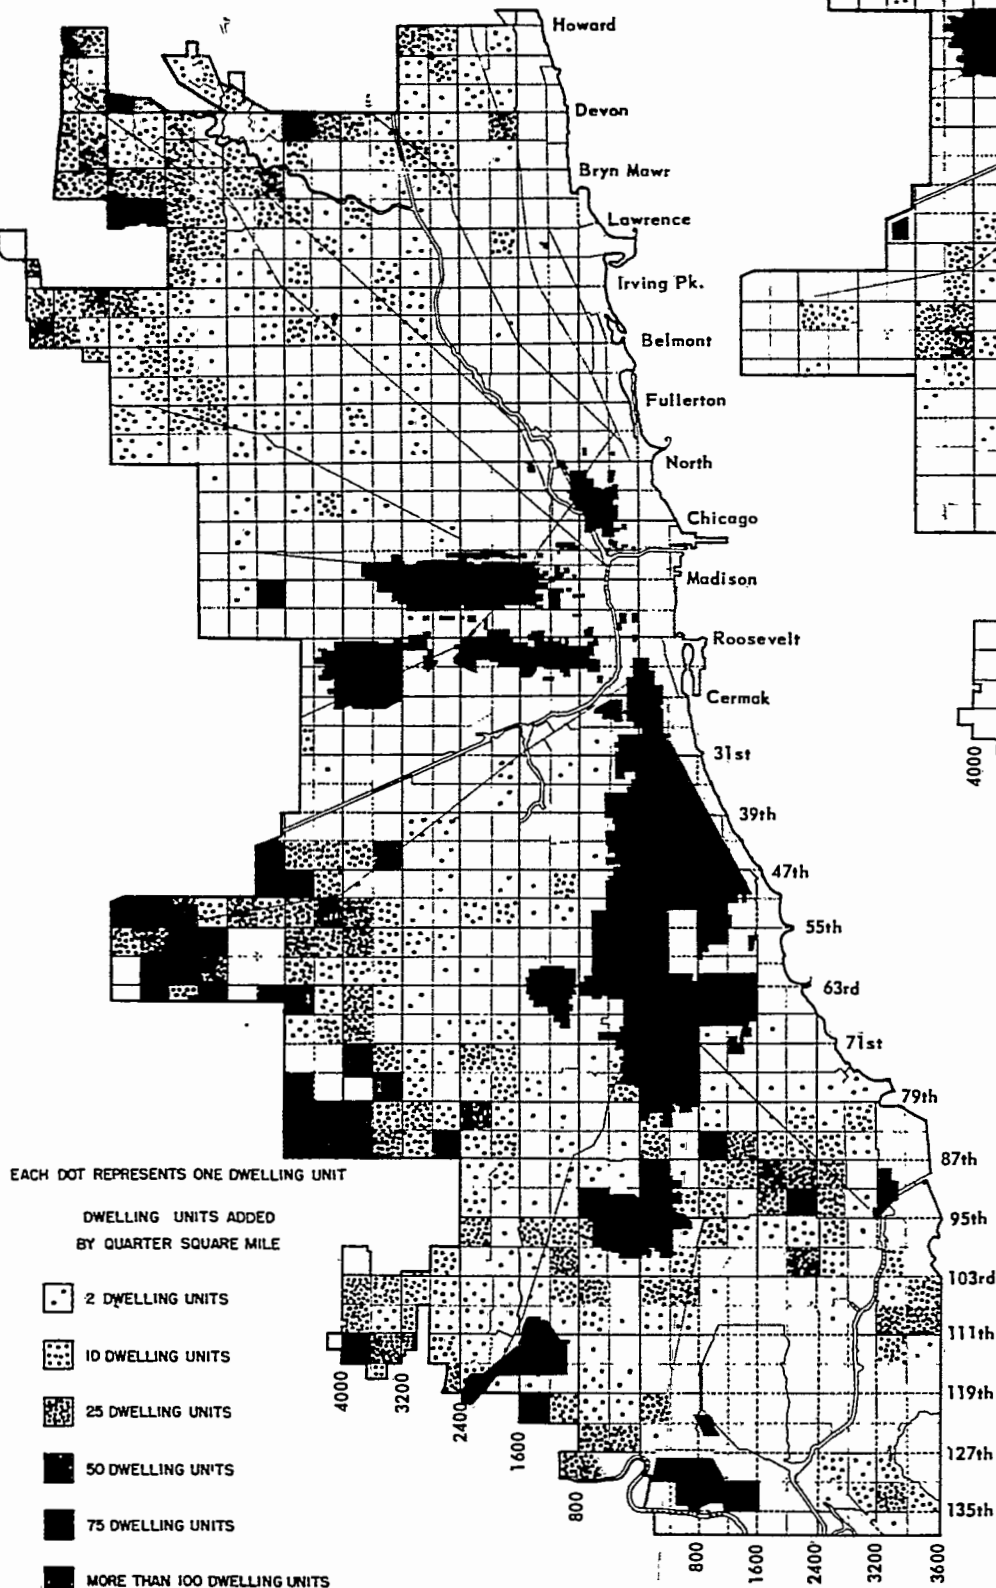 Howard
Devon
Bryn Mawr
Lawrence
Irving Pk.
Belmont
Fullerton
North
Chicago
Madison
Roosevelt
Cermak
31st
39th
47th
55th
63rd
71st
79th
87th
95th
103rd
111th
119th
127th
135th
4000
EACH DOT REPRESENTS ONE DWELLING UNIT
DWELLING UNITS ADDED
BY QUARTER SQUARE MILE
2 DWELLING UNITS
10 DWELLING UNITS
25 DWELLING UNITS
50 DWELLING UNITS
75 DWELLING UNITS
MORE THAN 100 DWELLING UNITS
4000
3200
2400
1600
800
800
1600
2400
3200
3600